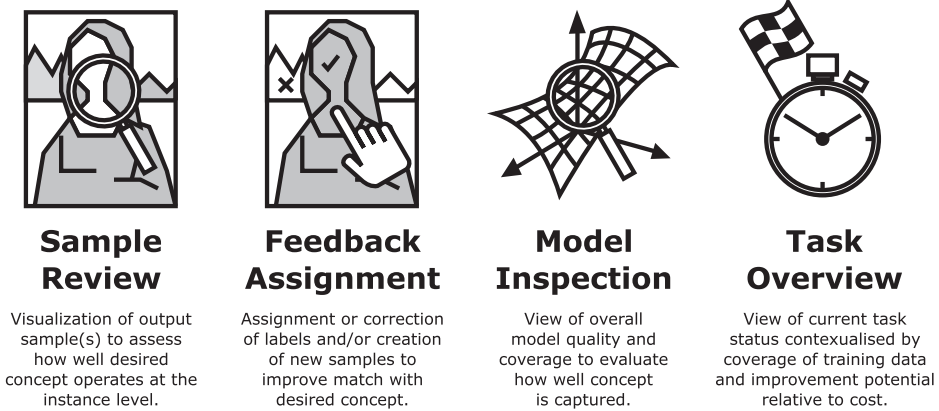 Sample
Review
Visualization of output
sample(s) to assess
how well desired
concept operates at the
instance level.
Feedback
Assignment
Assignment or correction
of labels and/or creation
of new samples to
improve match with
desired concept.
Model
Inspection
View of overall
model quality and
coverage to evaluate
how well concept
is captured.
Task
Overview
View of current task
status contexualised by
coverage of training data
and improvement potential
relative to cost.